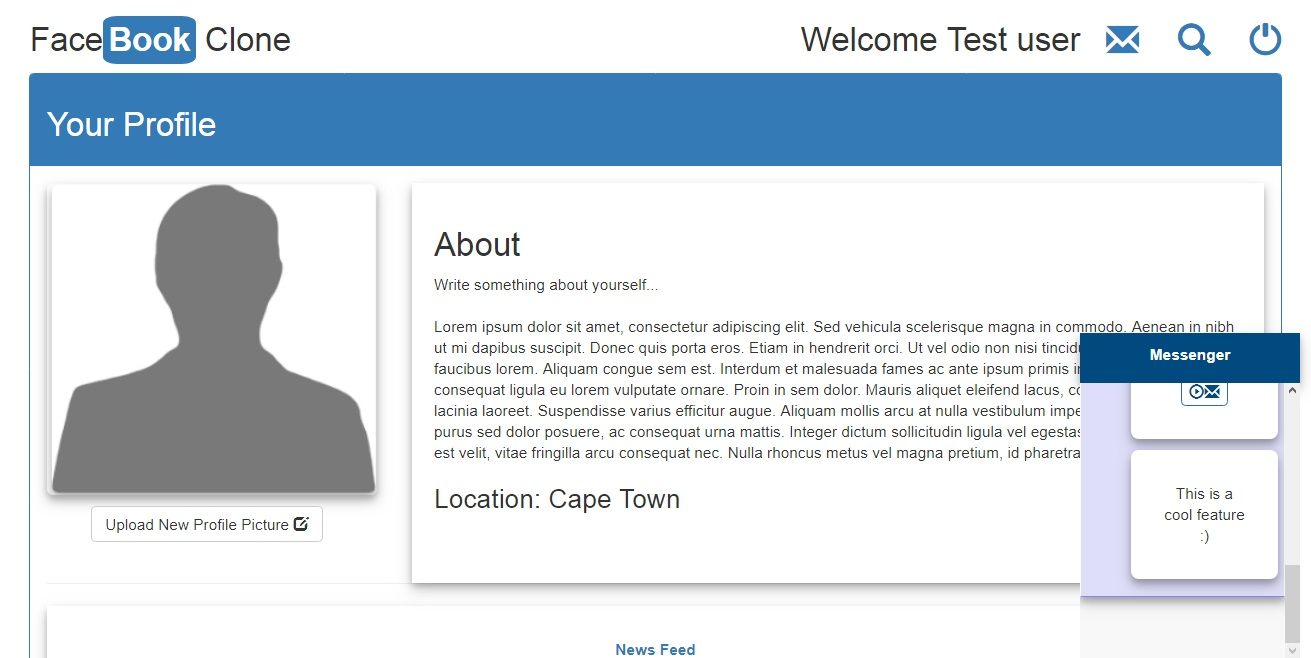 FaceBook Clone
Welcome Test user
Your Profile
About
Write something about yourself...
Lorem ipsum dolor sit amet, consectetur adipiscing elit. Sed vehicula scelerisque magna in commodo. Aenean in nibh
ut mi dapibus suscipit. Donec quis porta eros. Etiam in hendrerit orci. Ut vel odio non nisi
faucibus lorem. Aliquam congue sem est. Interdum et malesuada fames ac ante ipsum primis
consequat ligula eu lorem vulputate ornare. Proin in sem dolor. Mauris aliquet eleifend lacus,
lacinia laoreet. Suspendisse varius efficitur augue. Aliquam mollis arcu at nulla vestibulum
purus sed dolor posuere, ac consequat urna mattis. Integer dictum sollicitudin ligula vel
est velit, vitae fringilla arcu consequat nec. Nulla rhoncus metus vel magna pretium, id
Location: Cape Town
Upload New Profile Picture
Messenger
This is a
cool feature
:)
News Feed